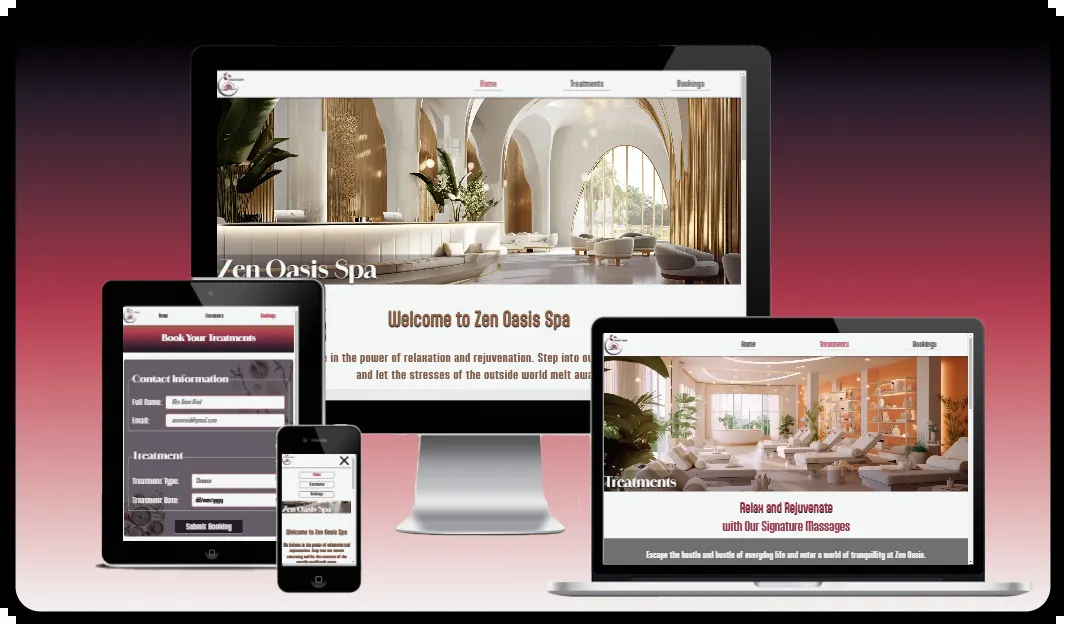 Home Treatments Bookings
Zen Oasis Spa
Welcome to Zen Oasis Spa
in the power of relaxation and rejuvenation. Step into
and let the stresses of the outside world melt
Home Treatments Bookings
Book Your Treatments
Contact Information
Full Name:
Email:
Treatment
Treatment Type: Choose
Treatment Date: dd/mm/yyyy
Submit Booking
Home
Treatments
Bookings
Zen Oasis Spa
Welcome to Zen Oasis Spa
Home Treatments Bookings
Treatments
Relax and Rejuvenate
with Our Signature Massages
Escape the hustle and bustle of everyday life and enter a world of tranquillity at Zen Oasis.